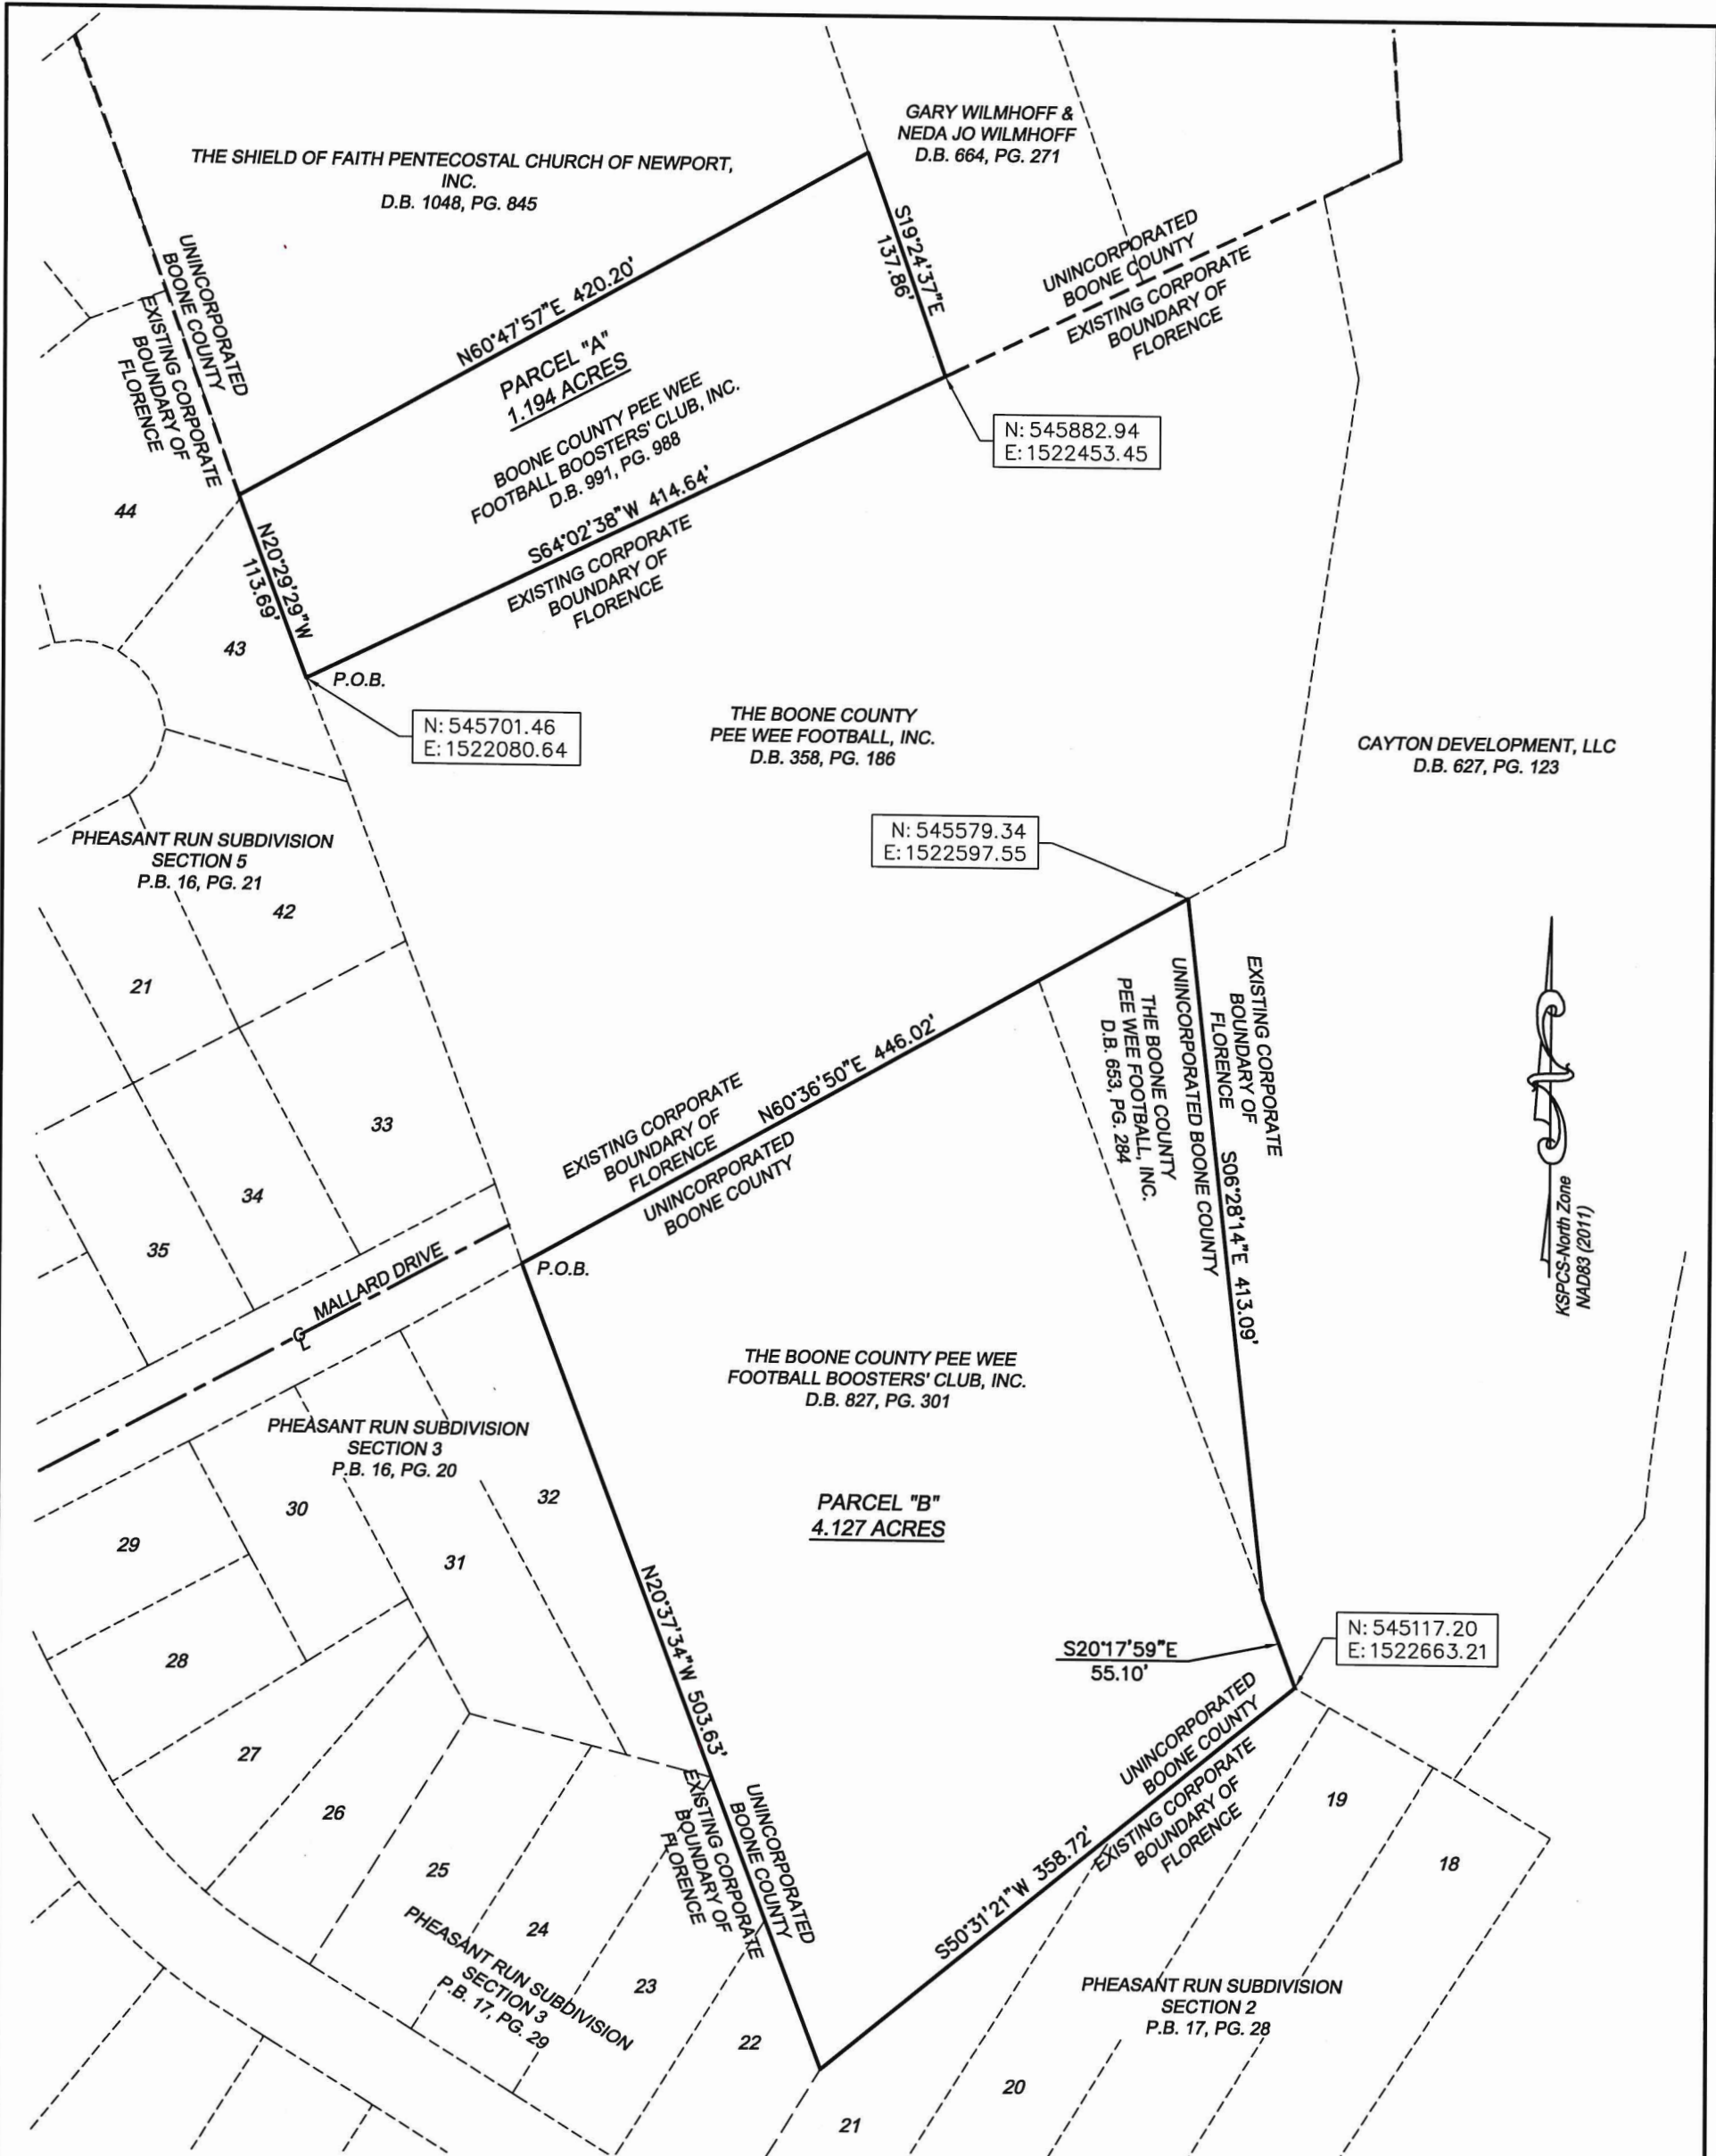 THE SHIELD OF FAITH PENTECOSTAL CHURCH OF NEWPORT,
INC.
D.B. 1048, PG. 845
GARY WILMHOFF &
NEDA JO WILMHOFF
D.B. 664, PG. 271
UNINCORPORATED
BOONE COUNTY
EXISTING CORPORATE
BOUNDARY OF
FLORENCE
N60°47'57"E 420.20'
S19°24'37"E
137.86'
UNINCORPORATED
BOONE COUNTY
EXISTING CORPORATE
BOUNDARY OF
FLORENCE
PARCEL "A"
1.194 ACRES
BOONE COUNTY PEE WEE
FOOTBALL BOOSTERS' CLUB, INC.
D.B. 991, PG. 988
N: 545882.94
E: 1522453.45
S64°02'38"W 414.64'
EXISTING CORPORATE
BOUNDARY OF
FLORENCE
44
N20°29'29"W
113.69'
43
P.O.B.
N: 545701.46
E: 1522080.64
THE BOONE COUNTY
PEE WEE FOOTBALL, INC.
D.B. 358, PG. 186
CAYTON DEVELOPMENT, LLC
D.B. 627, PG. 123
PHEASANT RUN SUBDIVISION
SECTION 5
P.B. 16, PG. 21
N: 545579.34
E: 1522597.55
42
21
33
34
35
EXISTING CORPORATE
BOUNDARY OF
FLORENCE
N60°36'50"E 446.02'
UNINCORPORATED
BOONE COUNTY
EXISTING CORPORATE
BOUNDARY OF
FLORENCE
S06°28'14"E 413.09'
UNINCORPORATED BOONE COUNTY
THE BOONE COUNTY
PEE WEE FOOTBALL, INC.
D.B. 653, PG. 284
KSPCS-North Zone
NAD83 (2011)
MALLARD DRIVE
CL
P.O.B.
THE BOONE COUNTY PEE WEE
FOOTBALL BOOSTERS' CLUB, INC.
D.B. 827, PG. 301
PHEASANT RUN SUBDIVISION
SECTION 3
P.B. 16, PG. 20
PARCEL "B"
4.127 ACRES
32
30
29
31
28
27
26
25
24
23
22
N20°37'34"W 503.63'
S20°17'59"E
55.10'
N: 545117.20
E: 1522663.21
UNINCORPORATED
BOONE COUNTY
EXISTING CORPORATE
BOUNDARY OF
FLORENCE
UNINCORPORATED
BOONE COUNTY
EXISTING CORPORATE
BOUNDARY OF
FLORENCE
S50°31'21"W 358.72'
19
18
PHEASANT RUN SUBDIVISION
SECTION 3
P.B. 17, PG. 29
PHEASANT RUN SUBDIVISION
SECTION 2
P.B. 17, PG. 28
20
21